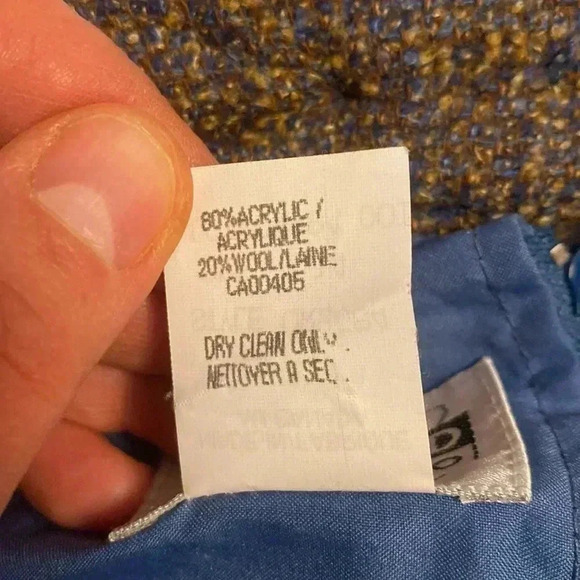 80%ACRYLIC /
ACRYLIQUE
20%WOOL/LAINE
CA00405
DRY CLEAN ONLY.
NETTOYER A SEC.